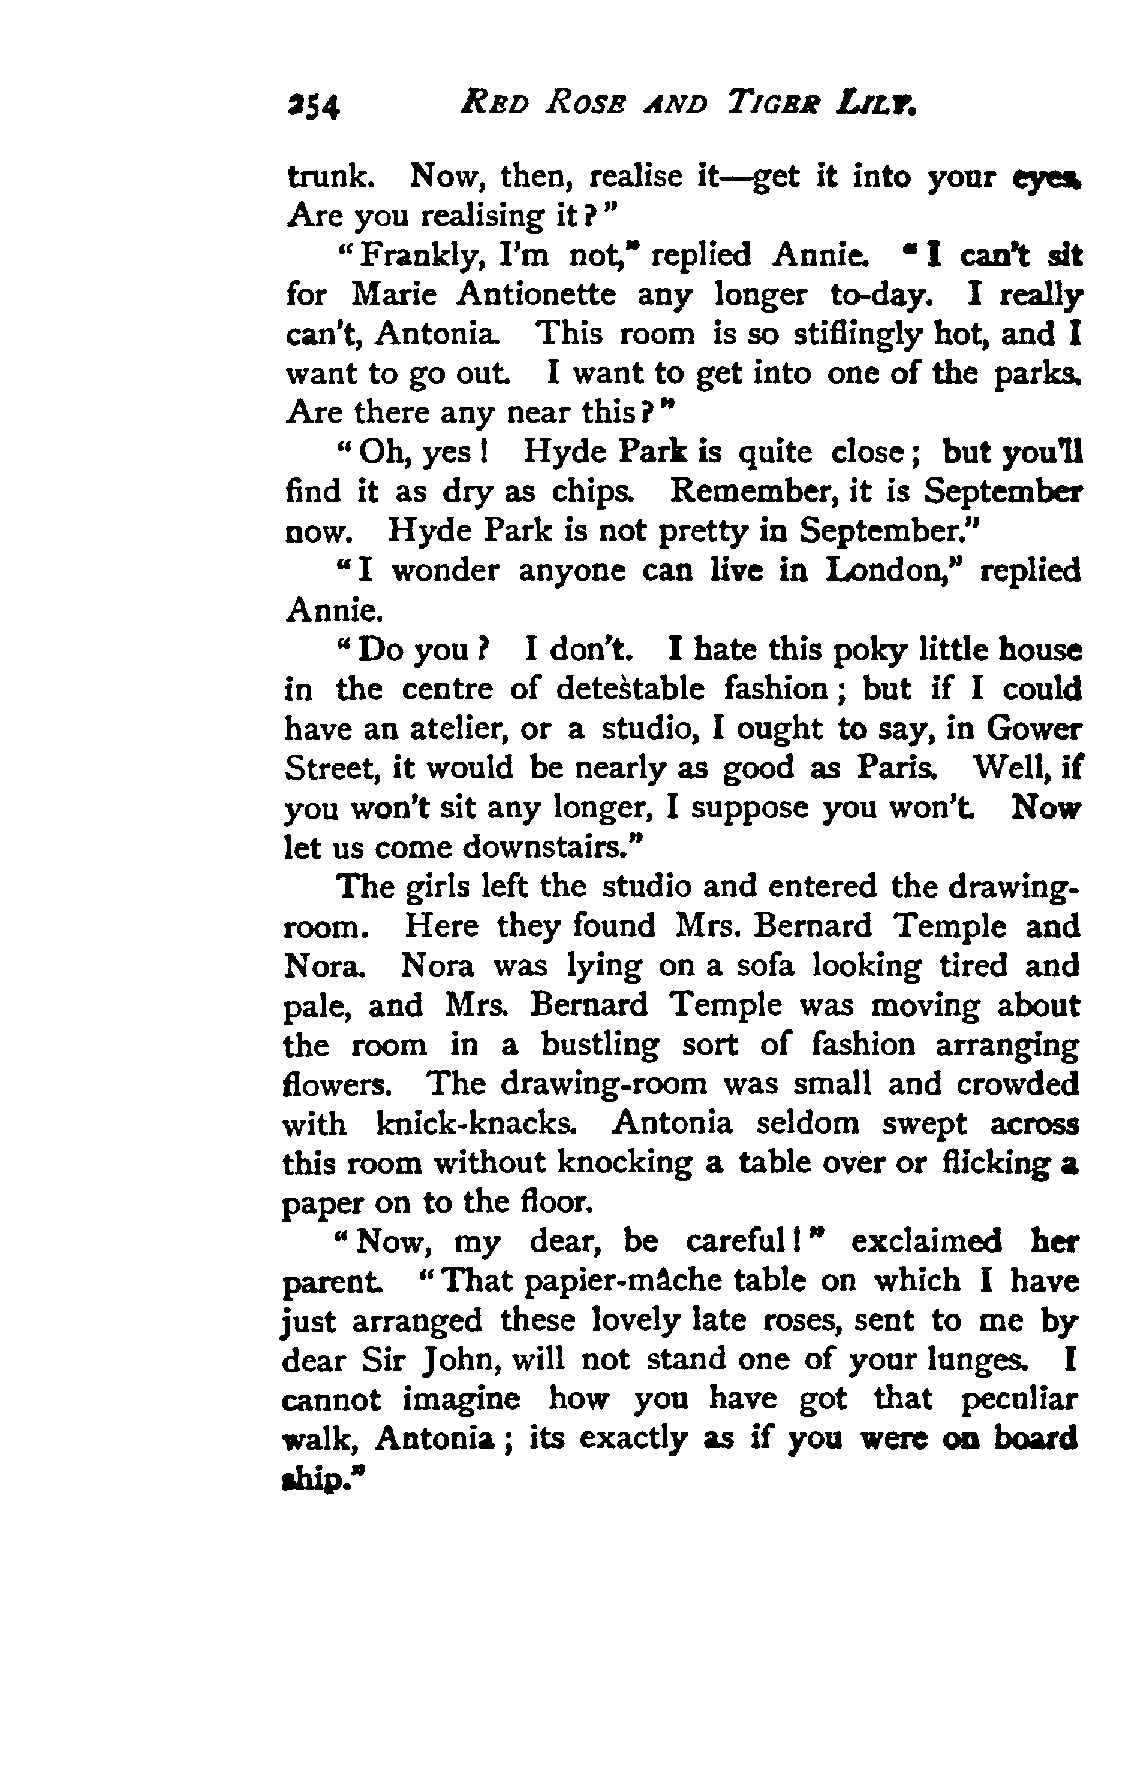 254 RED ROSE AND TIGER LILY.
trunk. Now, then, realise it—get it into your eyes.
Are you realising it?"
"Frankly, I'm not," replied Annie. "I can't sit
for Marie Antionette any longer to-day. I really
can't, Antonia. This room is so stiflingly hot, and I
want to go out. I want to get into one of the parks.
Are there any near this?"
"Oh, yes! Hyde Park is quite close; but you'll
find it as dry as chips. Remember, it is September
now. Hyde Park is not pretty in September."
"I wonder anyone can live in London," replied
Annie.
"Do you? I don't. I hate this poky little house
in the centre of detestable fashion; but if I could
have an atelier, or a studio, I ought to say, in Gower
Street, it would be nearly as good as Paris. Well, if
you won't sit any longer, I suppose you won't. Now
let us come downstairs."
The girls left the studio and entered the drawing-
room. Here they found Mrs. Bernard Temple and
Nora. Nora was lying on a sofa looking tired and
pale, and Mrs. Bernard Temple was moving about
the room in a bustling sort of fashion arranging
flowers. The drawing-room was small and crowded
with knick-knacks. Antonia seldom swept across
this room without knocking a table over or flicking a
paper on to the floor.
"Now, my dear, be careful!" exclaimed her
parent. "That papier-mâche table on which I have
just arranged these lovely late roses, sent to me by
dear Sir John, will not stand one of your lunges. I
cannot imagine how you have got that peculiar
walk, Antonia; its exactly as if you were on board
ship."